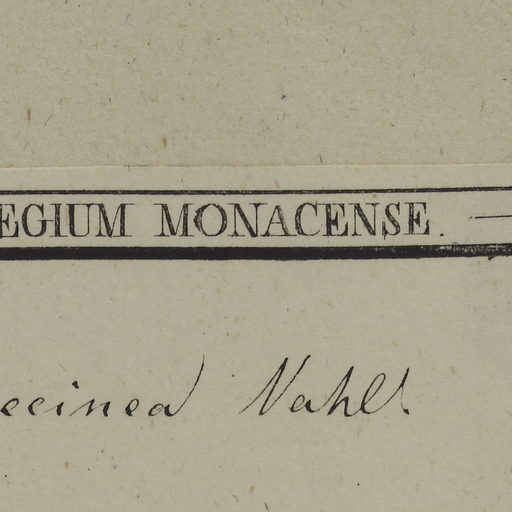 EGIUM MONACENSE. —
ccinea Vahl.